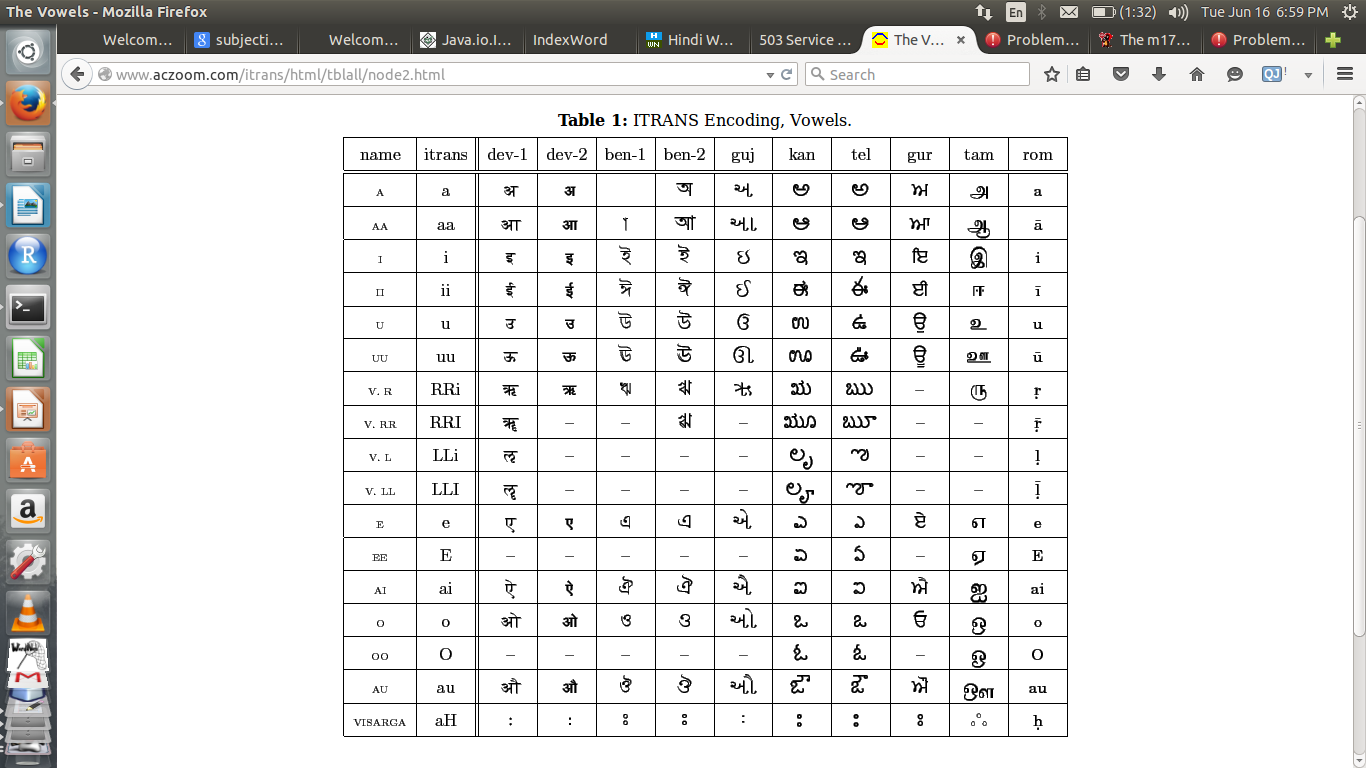 The Vowels - Mozilla Firefox En (1:32) Tue Jun 16 6:59 PM
Welcom... subjecti... Welcom... Java.io.I... IndexWord Hindi W... 503 Service ... The V... Problem... The m17... Problem...
www.aczoom.com/itrans/html/tblall/node2.html Search
Table 1: ITRANS Encoding, Vowels.
name itrans dev-1 dev-2 ben-1 ben-2 guj kan tel gur tam rom
A a अ अ অ અ ಅ అ ਅ அ a
AA aa आ आ া আ આ ಆ ఆ ਆ ஆ ā
I i इ इ ই ই ઇ ಇ ఇ ਇ இ i
II ii ई ई ঈ ঈ ઈ ಈ ఈ ਈ ஈ ī
U u उ उ উ উ ઉ ಉ ఉ ਉ உ u
UU uu ऊ ऊ ঊ ঊ ઊ ಊ ఊ ਊ ஊ ū
V. R RRi ऋ ऋ ঋ ঋ ઋ ಋ ఋ – ரு ṛ
V. RR RRI ॠ – – ৠ – ೠ ౠ – – ṝ
V. L LLi ऌ – – – – ಌ ఌ – – ḷ
V. LL LLI ॡ – – – – ೡ ౡ – – ḹ
E e ए ए এ এ એ ಎ ఎ ਏ எ e
EE E – – – – – ಏ ఏ – ஏ E
AI ai ऐ ऐ ঐ ঐ ઐ ಐ ఐ ਐ ஐ ai
O o ओ ओ ও ও ઓ ಒ ఒ ਓ ஒ o
OO O – – – – – ಓ ఓ – ஓ O
AU au औ औ ঔ ঔ ઔ ಔ ఔ ਔ ஔ au
VISARGA aH ः ः ঃ ঃ ઃ ಃ ః ਃ ஃ ḥ